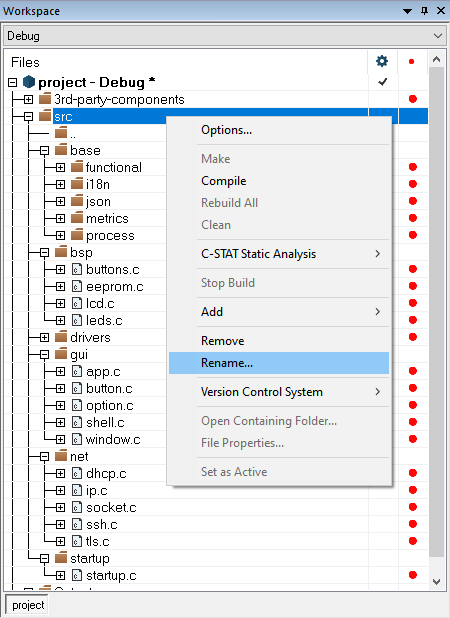 Workspace
Debug
Files
project - Debug *
3rd-party-components
src
..
Options...
base
Make
functional
Compile
i18n
Rebuild All
json
Clean
metrics
process
C-STAT Static Analysis
bsp
buttons.c
Stop Build
eeprom.c
Add
lcd.c
leds.c
Remove
drivers
Rename...
gui
app.c
Version Control System
button.c
option.c
Open Containing Folder...
shell.c
File Properties...
window.c
net
Set as Active
dhcp.c
ip.c
socket.c
ssh.c
tls.c
startup
startup.c
project